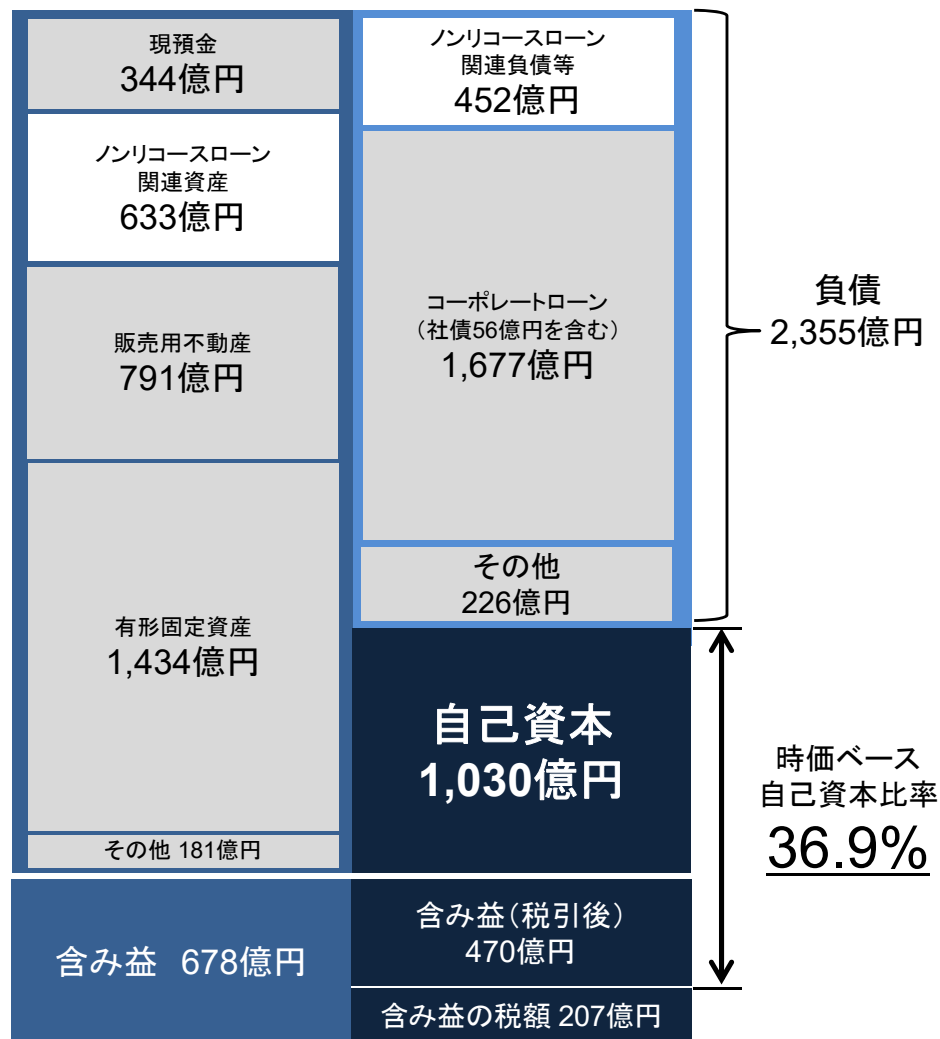 現預金
344億円
ノンリコースローン
関連資産
633億円
販売用不動産
791億円
有形固定資産
1,434億円
その他 181億円
含み益 678億円
ノンリコースローン
関連負債等
452億円
コーポレートローン
(社債56億円を含む)
1,677億円
その他
226億円
自己資本
1,030億円
含み益(税引後)
470億円
含み益の税額 207億円
負債
2,355億円
時価ベース
自己資本比率
36.9%